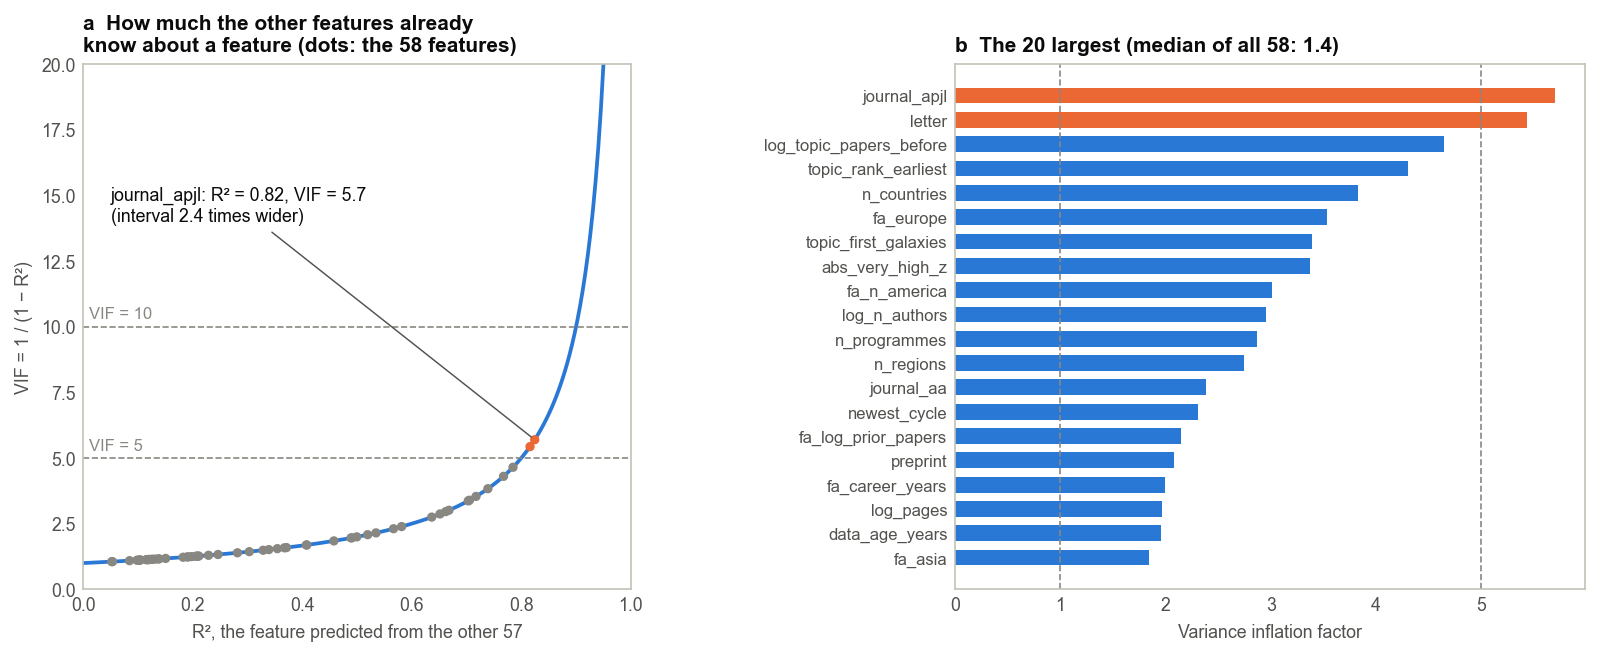 a  How much the other features already
know about a feature (dots: the 58 features)
20.0
17.5
15.0
12.5
10.0
7.5
5.0
2.5
0.0
VIF = 1 / (1 − R²)
journal_apjl: R² = 0.82, VIF = 5.7
(interval 2.4 times wider)
VIF = 10
VIF = 5
0.0 0.2 0.4 0.6 0.8 1.0
R², the feature predicted from the other 57
b  The 20 largest (median of all 58: 1.4)
journal_apjl
letter
log_topic_papers_before
topic_rank_earliest
n_countries
fa_europe
topic_first_galaxies
abs_very_high_z
fa_n_america
log_n_authors
n_programmes
n_regions
journal_aa
newest_cycle
fa_log_prior_papers
preprint
fa_career_years
log_pages
data_age_years
fa_asia
0 1 2 3 4 5
Variance inflation factor